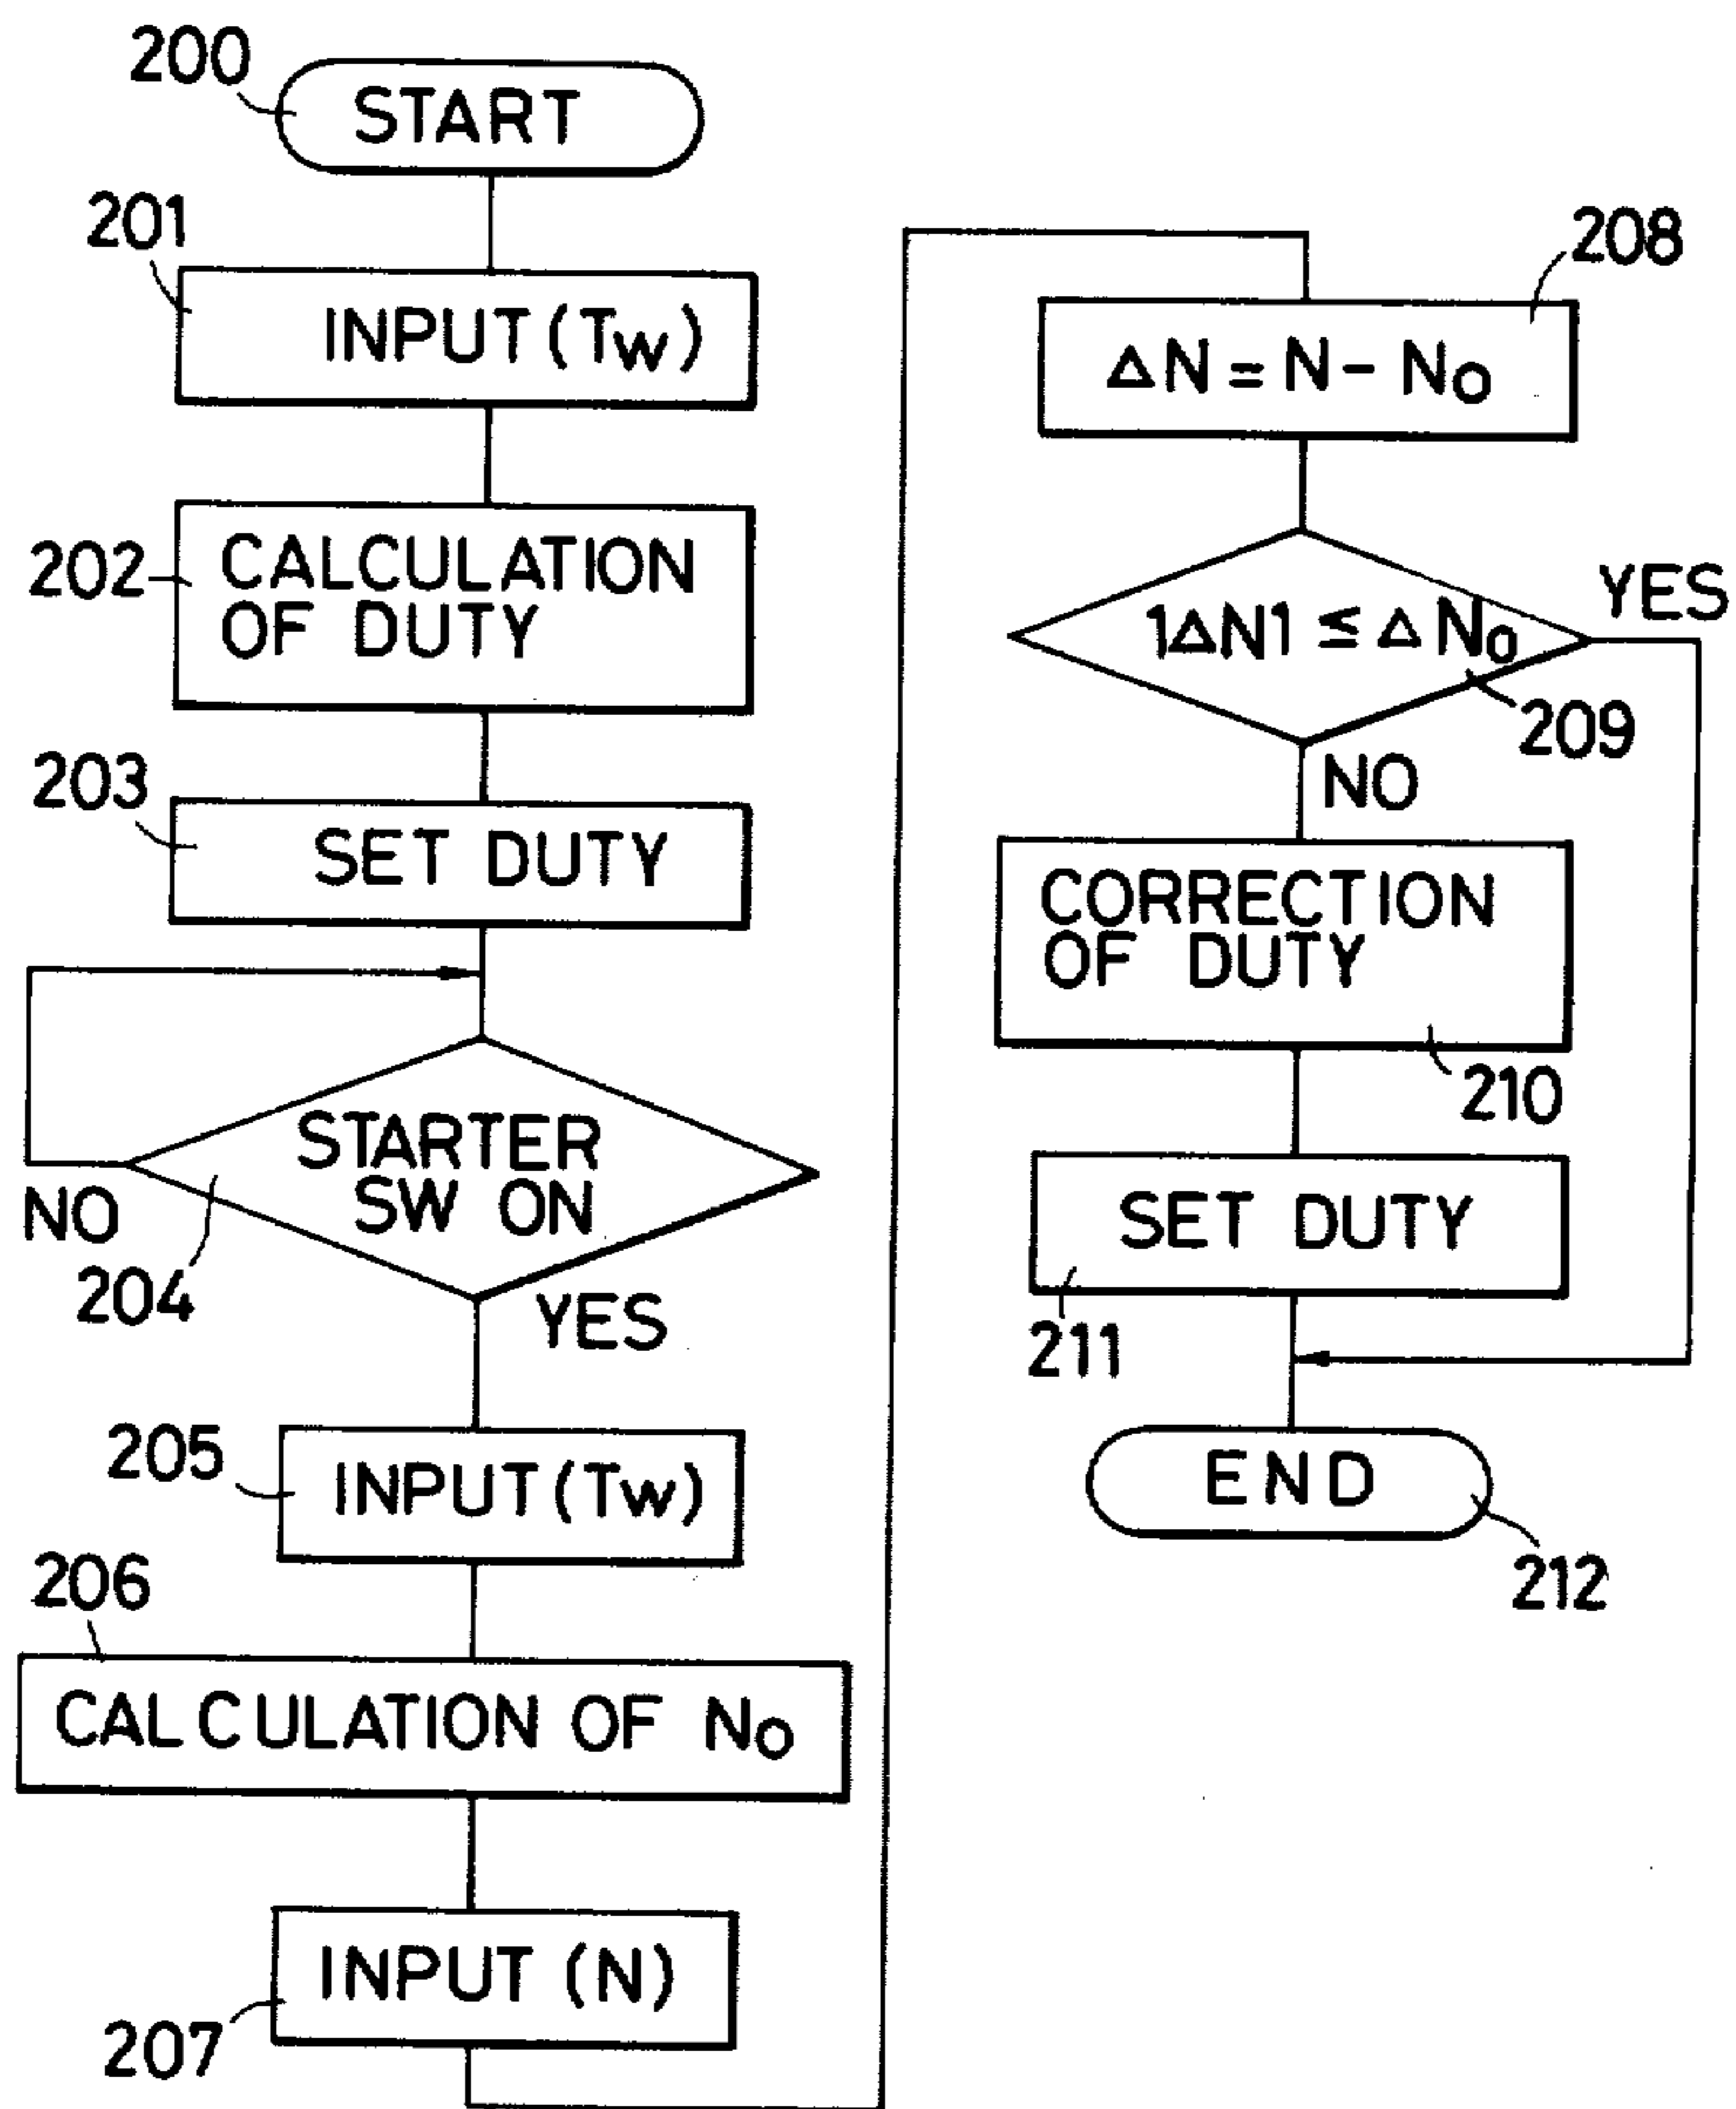 200
START
201
INPUT (Tw)
202
CALCULATION
OF DUTY
203
SET DUTY
STARTER
SW ON
NO
204
YES
205
INPUT (Tw)
206
CALCULATION OF No
INPUT (N)
207
208
ΔN = N - No
|ΔN| ≤ ΔNo
YES
209
NO
CORRECTION
OF DUTY
210
SET DUTY
211
END
212